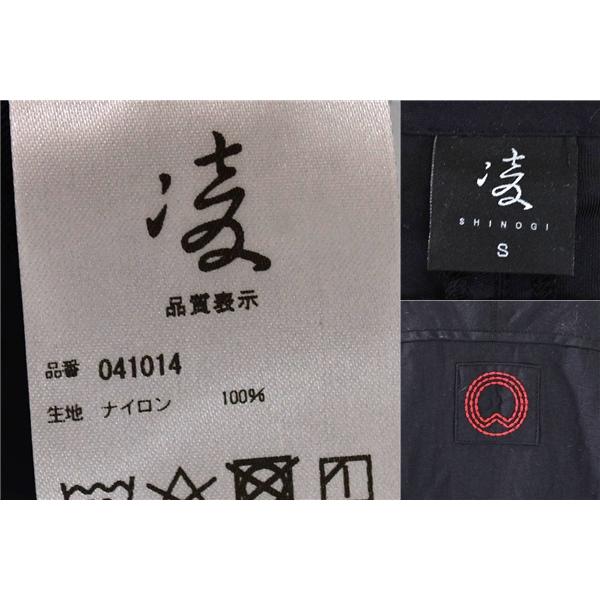 凌
品質表示
品番 041014
生地 ナイロン 100%
凌
SHINOGI
S